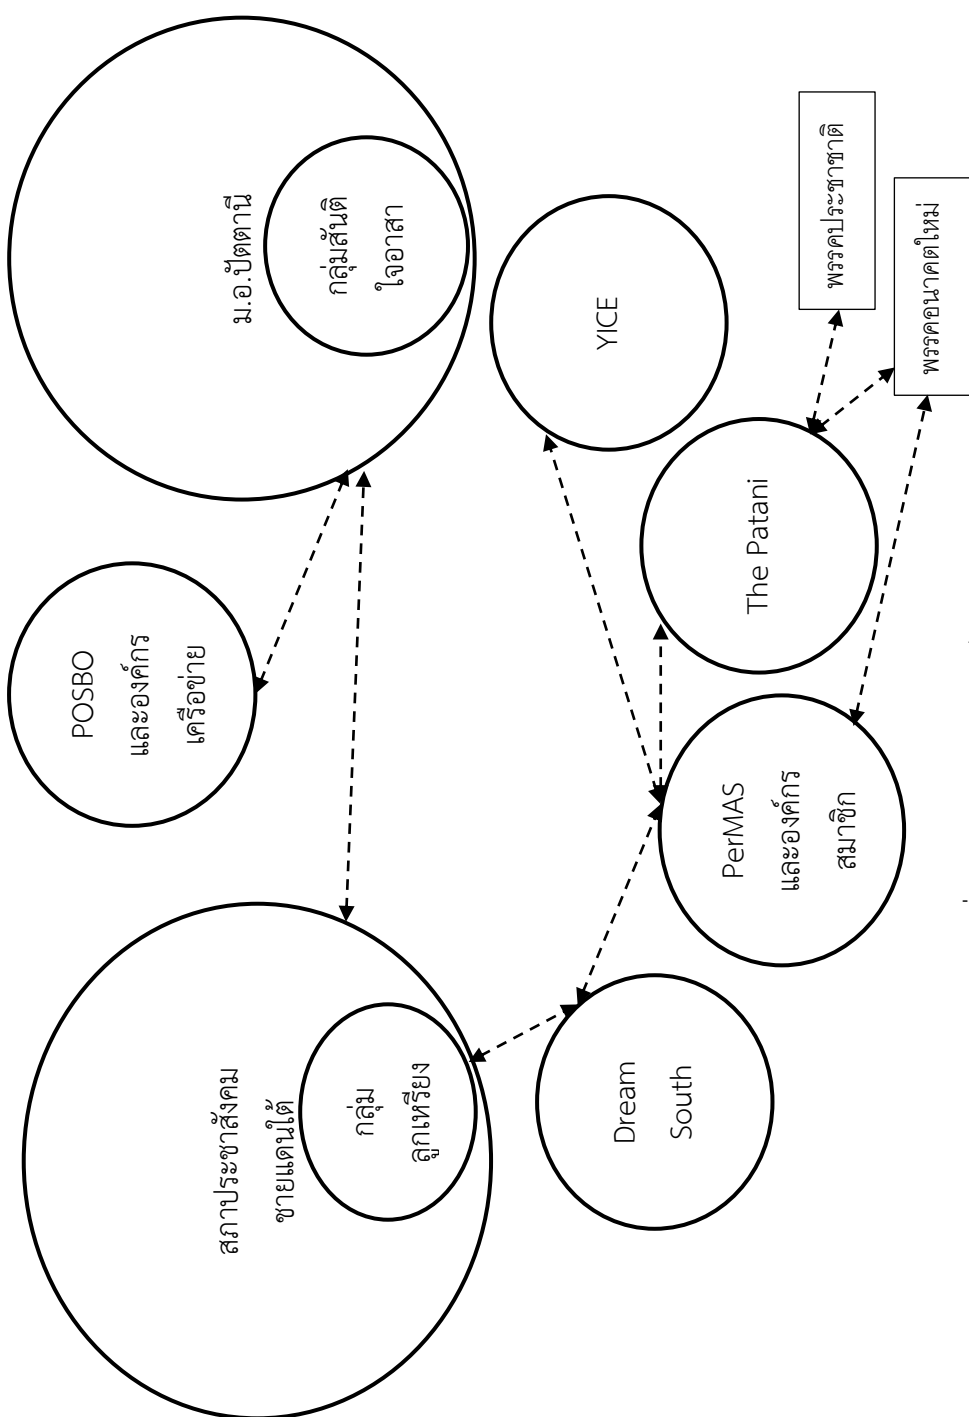 สภาประชาสังคม
ชายแดนใต้
กลุ่ม
ลูกเหรียง
POSBO
และองค์กร
เครือข่าย
ม.อ.ปัตตานี
กลุ่มสันติ
ใจอาสา
Dream
South
PerMAS
และองค์กร
สมาชิก
The Patani
YICE
พรรคประชาชาติ
พรรคอนาคตใหม่